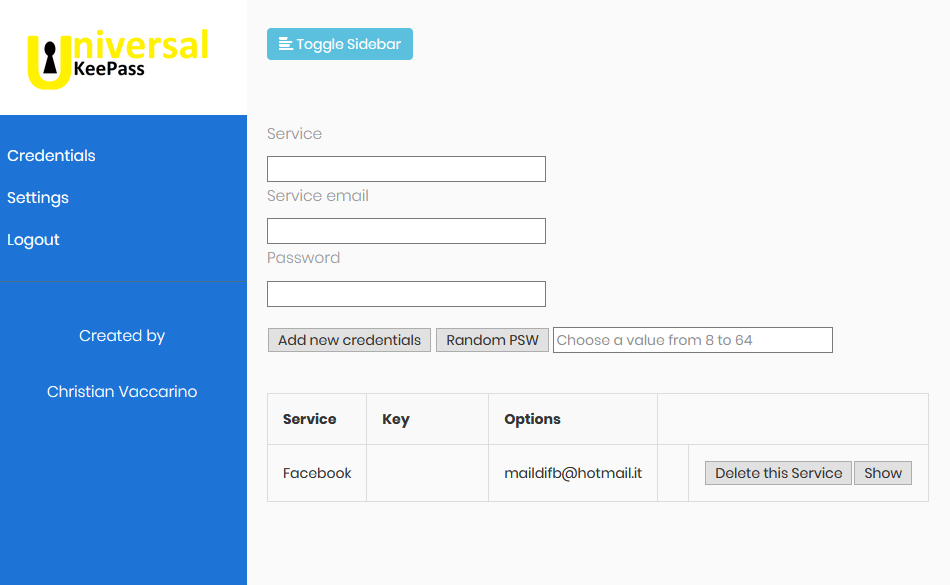 Universal
KeePass
Toggle Sidebar
Credentials
Settings
Logout
Created by
Christian Vaccarino
Service
Service email
Password
Add new credentials Random PSW Choose a value from 8 to 64
Service Key Options
Facebook maildifb@hotmail.it Delete this Service Show